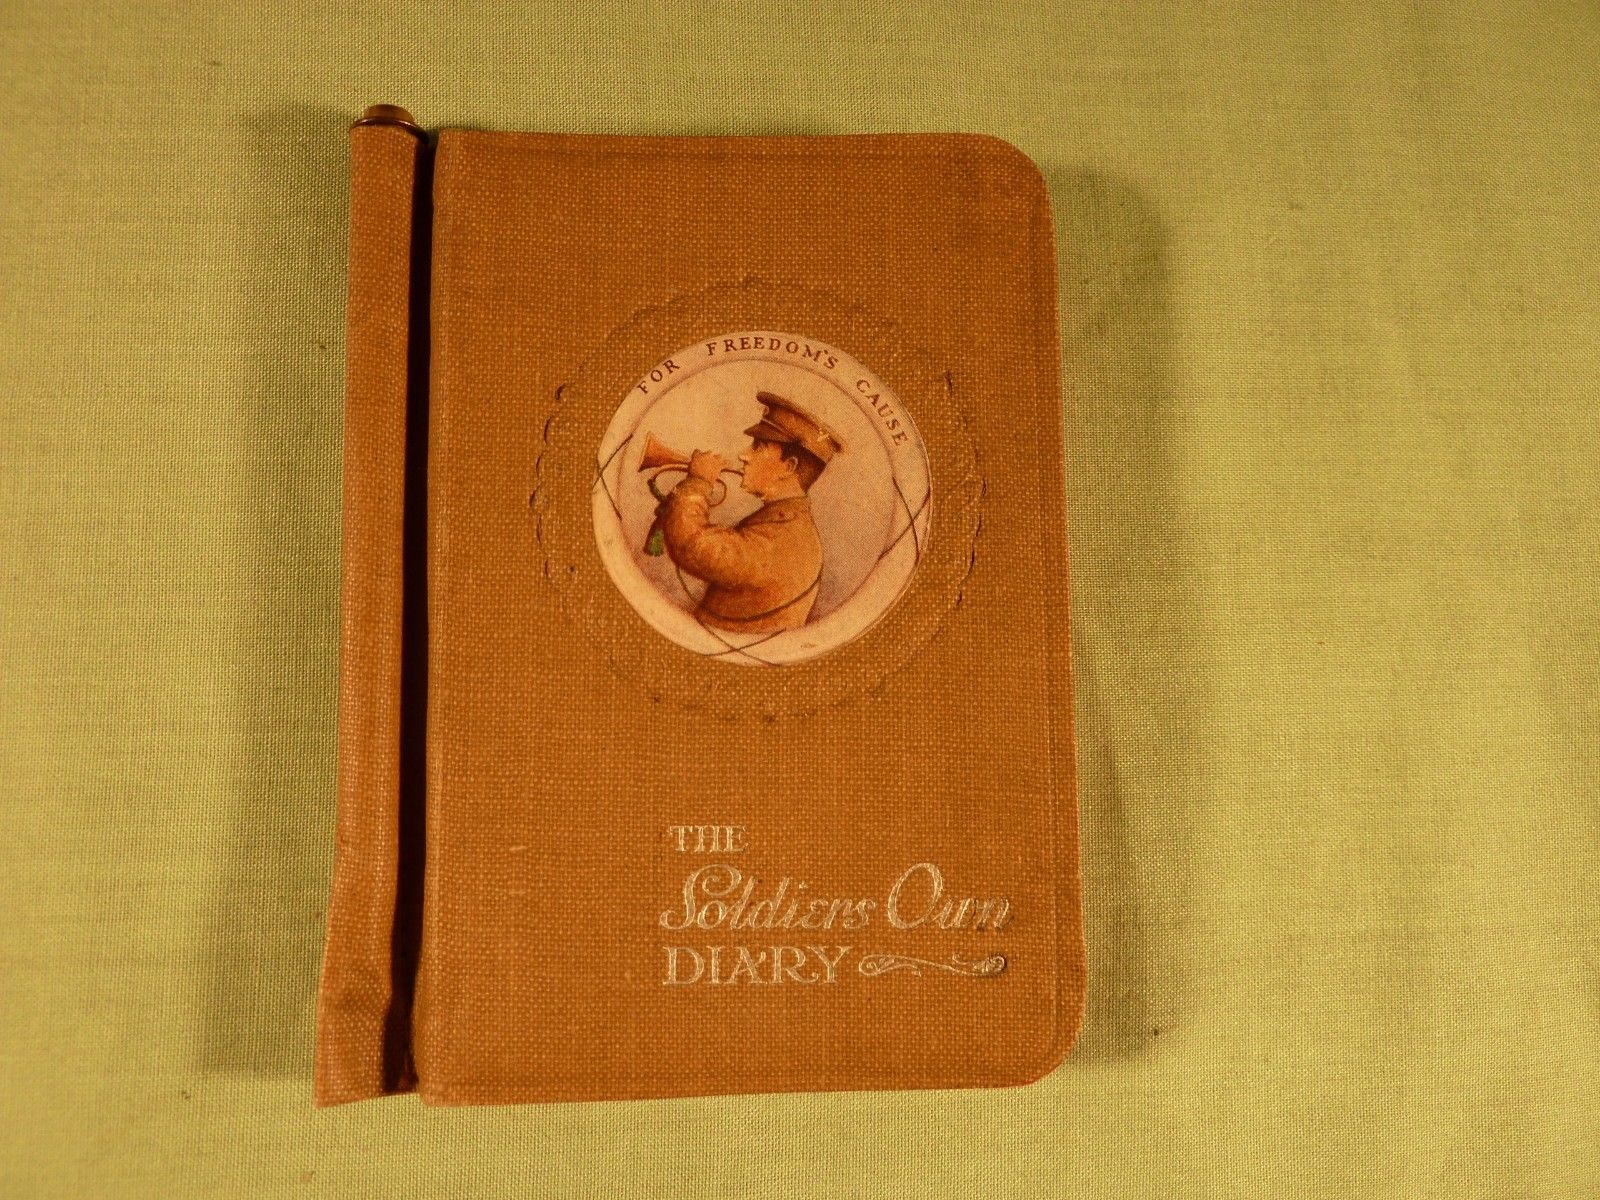 FOR FREEDOM'S CAUSE
THE
Soldiers Own
DIARY